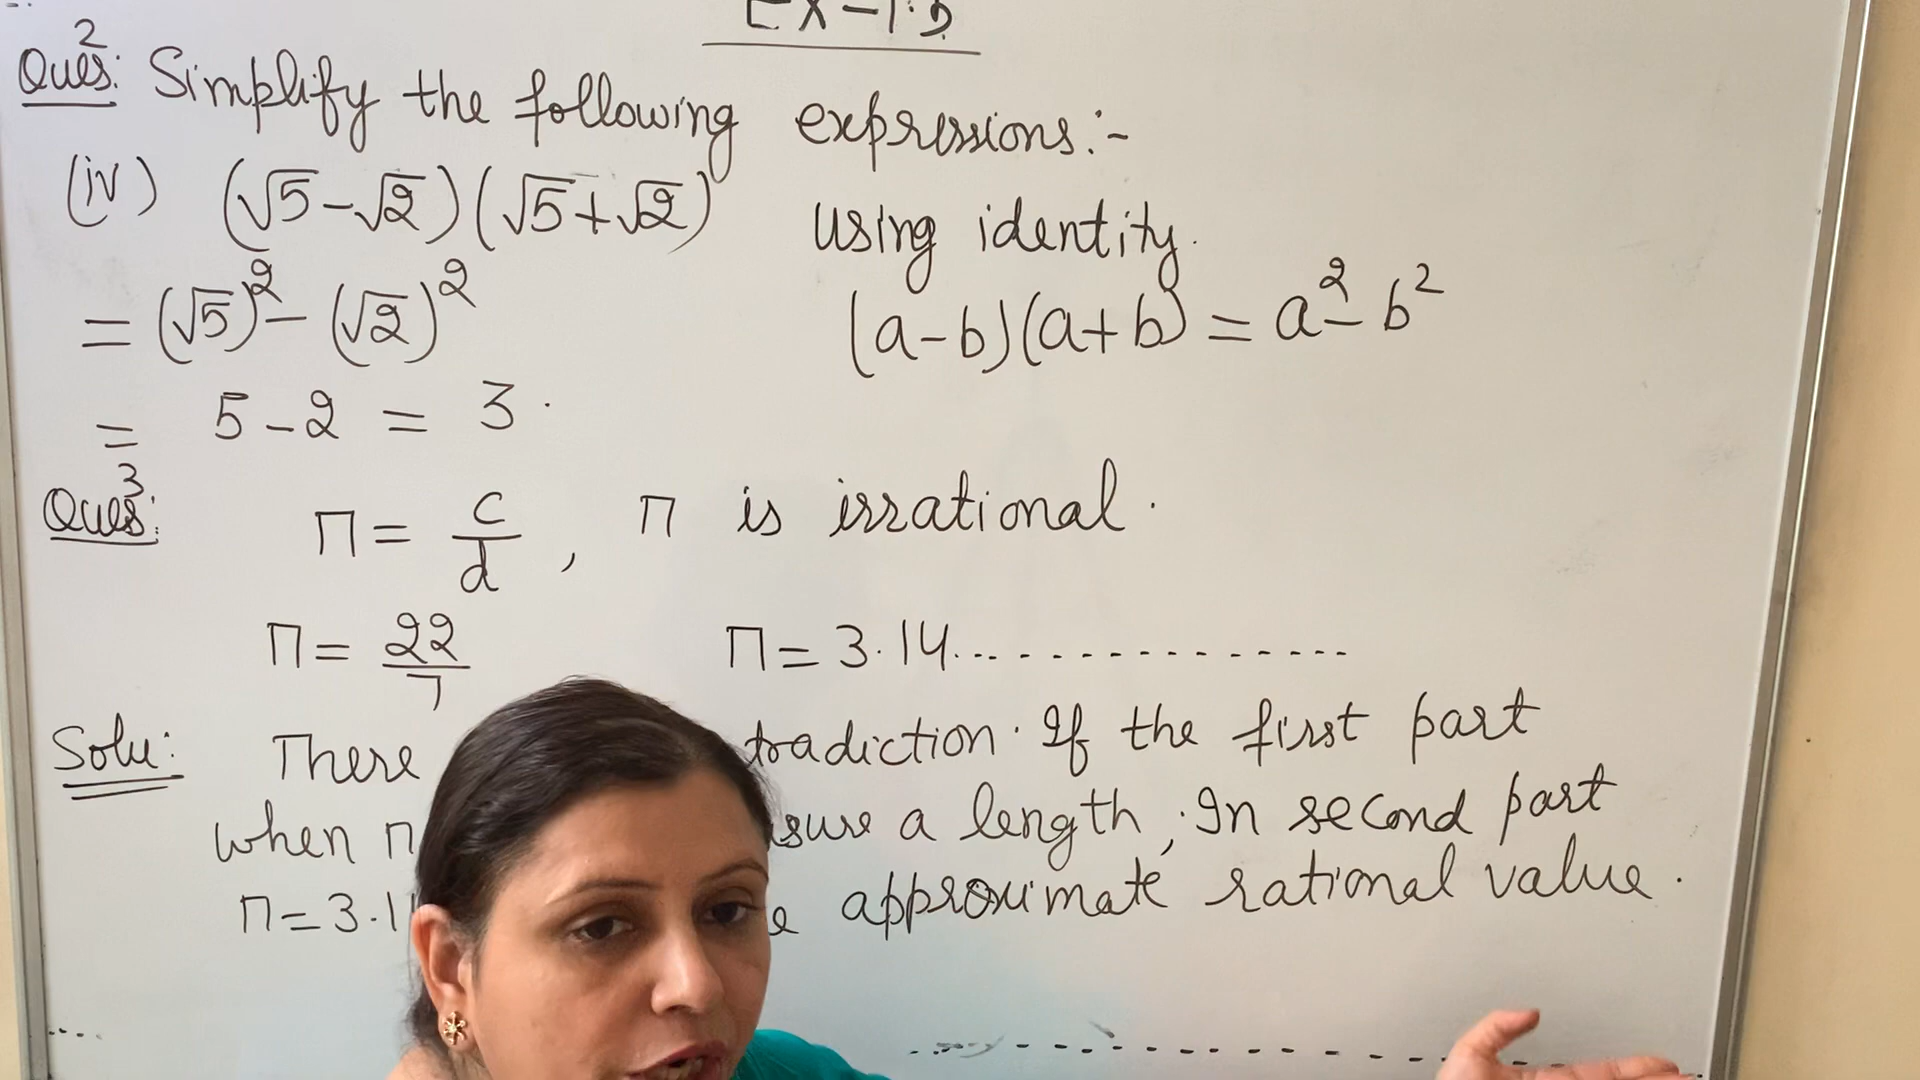 Ex-1.5
Ques:2 Simplify the following expressions:-
(iv) (√5-√2)(√5+√2) using identity.
= (√5)²-(√2)² (a-b)(a+b) = a²-b²
= 5-2 = 3.
Ques:3 π = c/d, π is irrational.
π = 22/7 π = 3.14...............
Solu: There tradiction. If the first part
when π a length, In second part
π=3.1 approximate rational value.